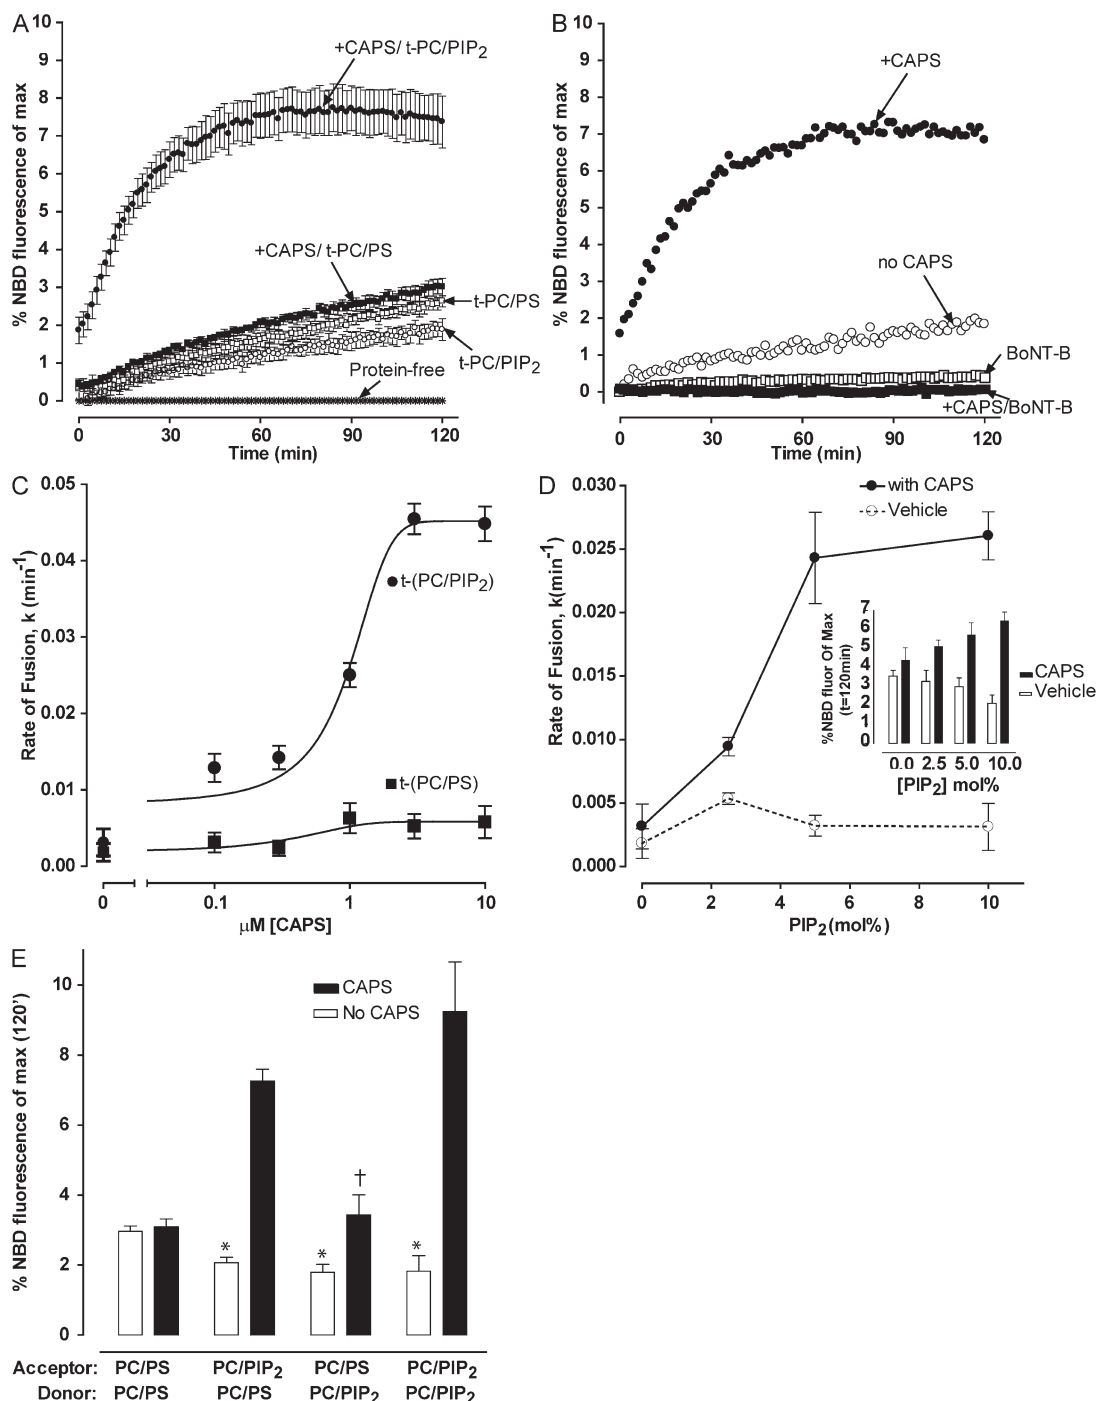 A
% NBD fluorescence of max
10
9
8
7
6
5
4
3
2
1
0
+CAPS/ t-PC/PIP2
+CAPS/ t-PC/PS
t-PC/PS
t-PC/PIP2
Protein-free
0 30 60 90 120
Time (min)
B
% NBD fluorescence of max
10
9
8
7
6
5
4
3
2
1
0
+CAPS
no CAPS
BoNT-B
+CAPS/BoNT-B
0 30 60 90 120
Time (min)
C
Rate of Fusion, k (min-1)
0.05
0.04
0.03
0.02
0.01
0.00
t-(PC/PIP2)
t-(PC/PS)
0 0.1 1 10
μM [CAPS]
D
Rate of Fusion, k(min-1)
0.030
0.025
0.020
0.015
0.010
0.005
0.000
with CAPS
Vehicle
%NBD fluor Of Max
(t=120min)
7
6
5
4
3
2
1
0
CAPS
Vehicle
0.0 2.5 5.0 10.0
[PIP2] mol%
0 2 4 6 8 10
PIP2(mol%)
E
% NBD fluorescence of max (120')
10
8
6
4
2
0
CAPS
No CAPS
* * † *
Acceptor: PC/PS PC/PIP2 PC/PS PC/PIP2
Donor: PC/PS PC/PS PC/PIP2 PC/PIP2